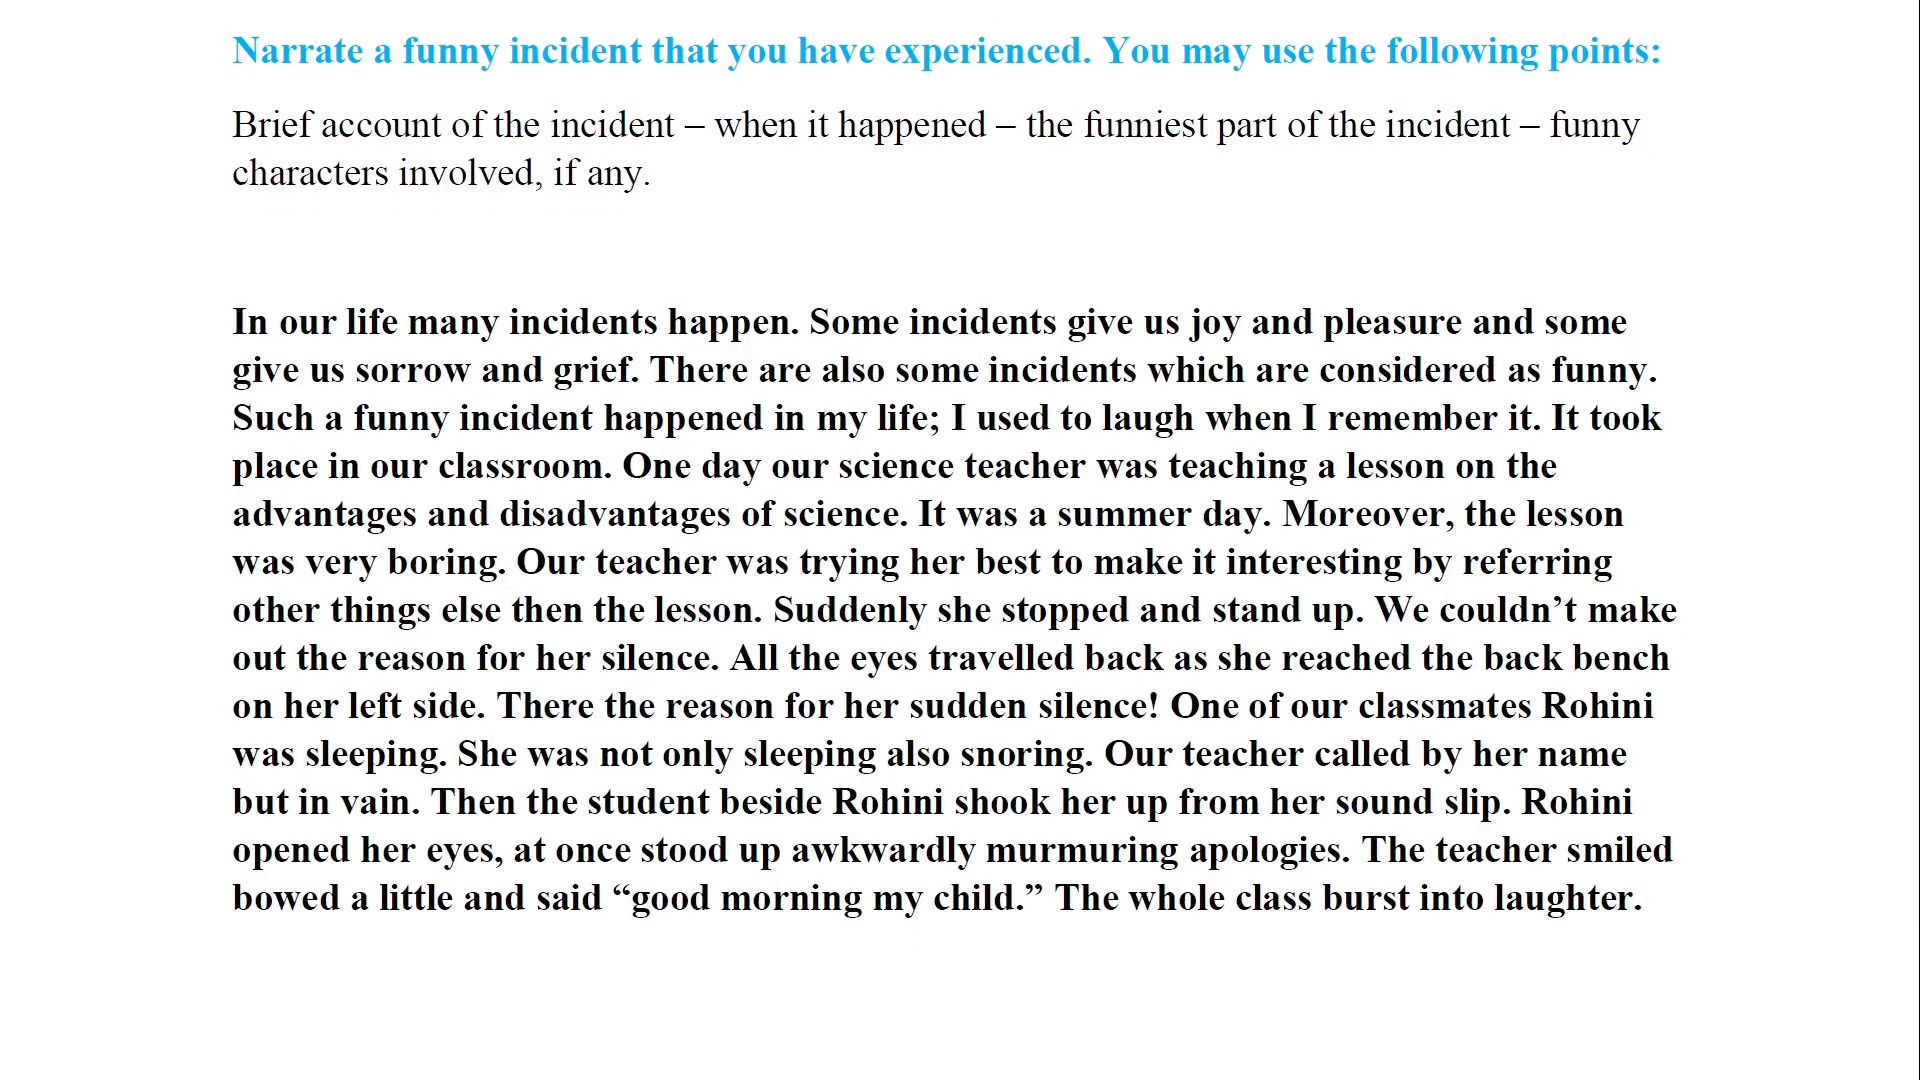 Narrate a funny incident that you have experienced. You may use the following points:
Brief account of the incident – when it happened – the funniest part of the incident – funny
characters involved, if any.
In our life many incidents happen. Some incidents give us joy and pleasure and some
give us sorrow and grief. There are also some incidents which are considered as funny.
Such a funny incident happened in my life; I used to laugh when I remember it. It took
place in our classroom. One day our science teacher was teaching a lesson on the
advantages and disadvantages of science. It was a summer day. Moreover, the lesson
was very boring. Our teacher was trying her best to make it interesting by referring
other things else then the lesson. Suddenly she stopped and stand up. We couldn’t make
out the reason for her silence. All the eyes travelled back as she reached the back bench
on her left side. There the reason for her sudden silence! One of our classmates Rohini
was sleeping. She was not only sleeping also snoring. Our teacher called by her name
but in vain. Then the student beside Rohini shook her up from her sound slip. Rohini
opened her eyes, at once stood up awkwardly murmuring apologies. The teacher smiled
bowed a little and said “good morning my child.” The whole class burst into laughter.